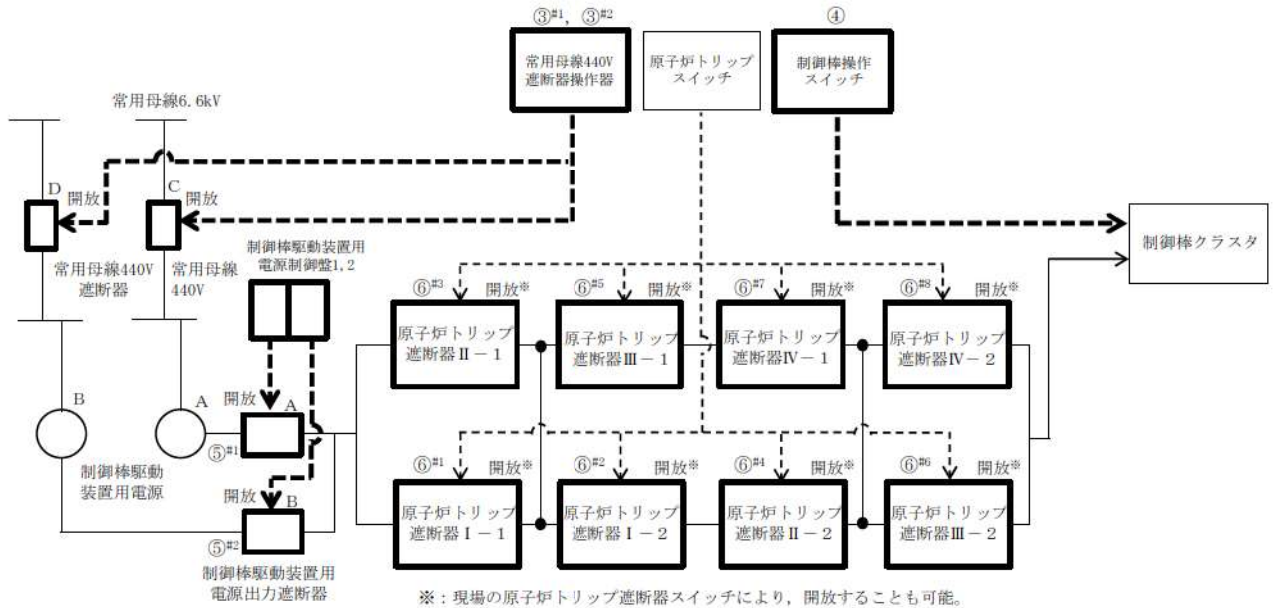 ③#1, ③#2
④
常用母線440V
遮断器操作器
原子炉トリップ
スイッチ
制御棒操作
スイッチ
常用母線6.6kV
D
開放
C
開放
制御棒クラスタ
制御棒駆動装置用
電源制御盤1,2
常用母線440V
遮断器
常用母線
440V
⑥#3
開放※
⑥#5
開放※
⑥#7
開放※
⑥#8
開放※
原子炉トリップ
遮断器Ⅱ-1
原子炉トリップ
遮断器Ⅲ-1
原子炉トリップ
遮断器Ⅳ-1
原子炉トリップ
遮断器Ⅳ-2
B
A
開放
A
⑤#1
制御棒駆動
装置用電源
⑥#1
開放※
⑥#2
開放※
⑥#4
開放※
⑥#6
開放※
開放
B
⑤#2
原子炉トリップ
遮断器Ⅰ-1
原子炉トリップ
遮断器Ⅰ-2
原子炉トリップ
遮断器Ⅱ-2
原子炉トリップ
遮断器Ⅲ-2
制御棒駆動装置用
電源出力遮断器
※:現場の原子炉トリップ遮断器スイッチにより,開放することも可能。